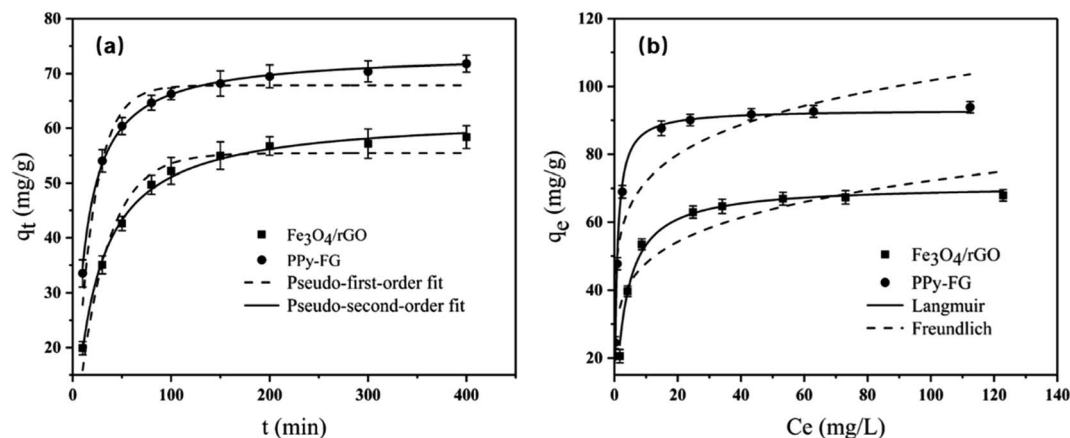 (a)
80
70
60
50
40
30
20
qt (mg/g)
0
100
200
300
400
500
t (min)
Fe3O4/rGO
PPy-FG
Pseudo-first-order fit
Pseudo-second-order fit
(b)
120
100
80
60
40
20
qe (mg/g)
0
20
40
60
80
100
120
140
Ce (mg/L)
Fe3O4/rGO
PPy-FG
Langmuir
Freundlich